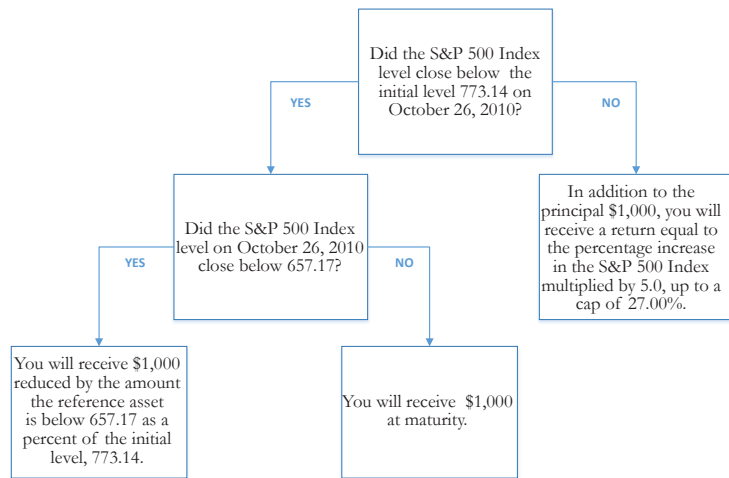 Did the S&P 500 Index
level close below the
initial level 773.14 on
October 26, 2010?
YES
NO
Did the S&P 500 Index
level on October 26, 2010
close below 657.17?
In addition to the
principal $1,000, you will
receive a return equal to
the percentage increase
in the S&P 500 Index
multiplied by 5.0, up to a
cap of 27.00%.
YES
NO
You will receive $1,000
reduced by the amount
the reference asset
is below 657.17 as a
percent of the initial
level, 773.14.
You will receive $1,000
at maturity.